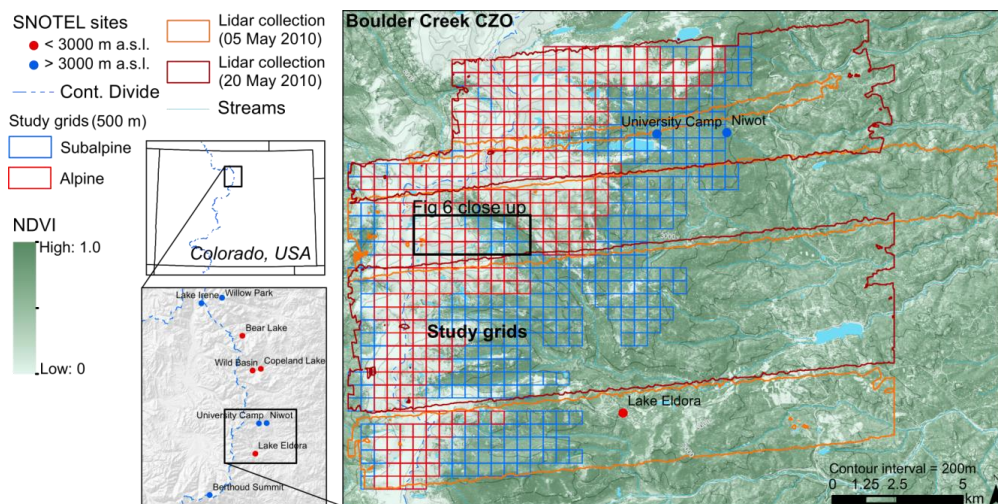 SNOTEL sites
< 3000 m a.s.l.
> 3000 m a.s.l.
Cont. Divide
Study grids (500 m)
Subalpine
Alpine
Lidar collection
(05 May 2010)
Lidar collection
(20 May 2010)
Streams
NDVI
High: 1.0
Low: 0
Colorado, USA
Lake Irene
Willow Park
Bear Lake
Wild Basin
Copeland Lake
University Camp
Niwot
Lake Eldora
Berthoud Summit
Boulder Creek CZO
University Camp
Niwot
Fig 6 close up
Study grids
Lake Eldora
Contour interval = 200m
0 1.25 2.5 5
km